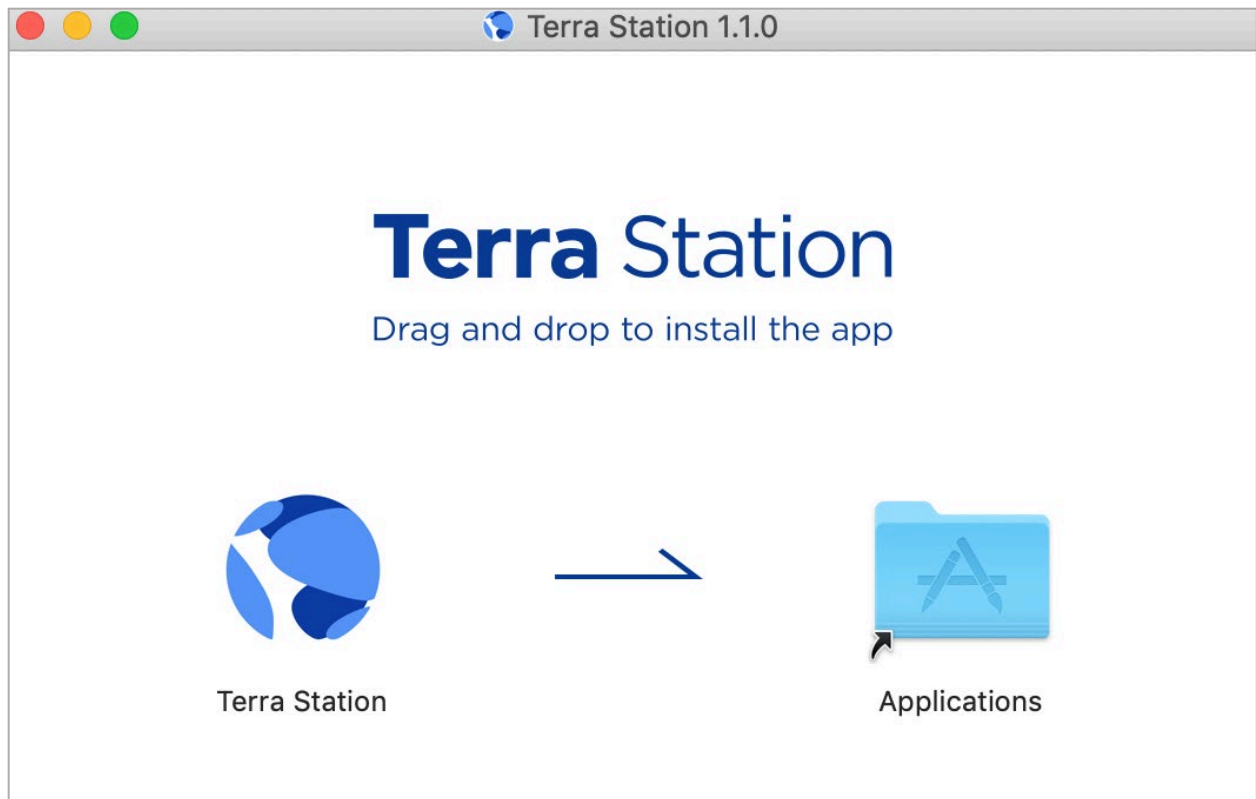 Terra Station 1.1.0
Terra Station
Drag and drop to install the app
Terra Station
Applications